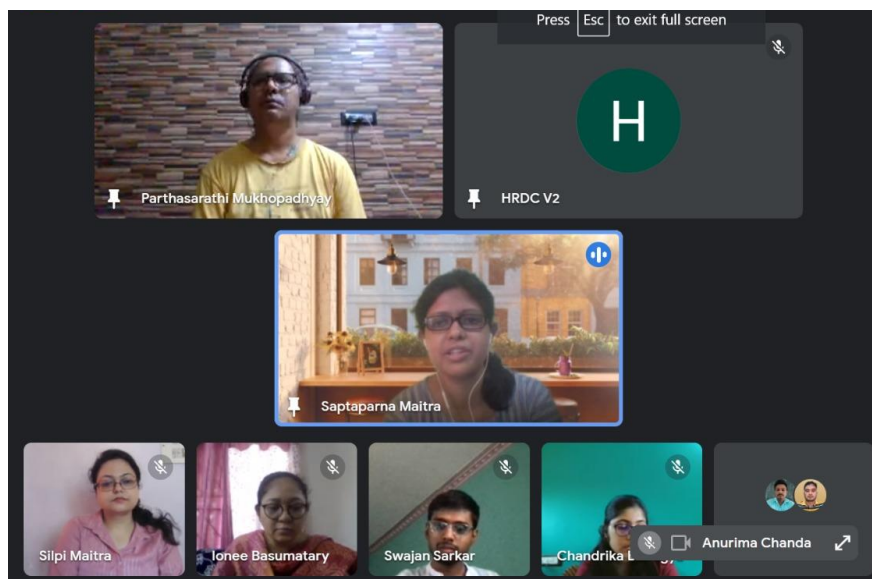 Press Esc to exit full screen
H
Parthasarathi Mukhopadhyay
HRDC V2
Saptaparna Maitra
Silpi Maitra
Ionee Basumatary
Swajan Sarkar
Chandrika
Anurima Chanda